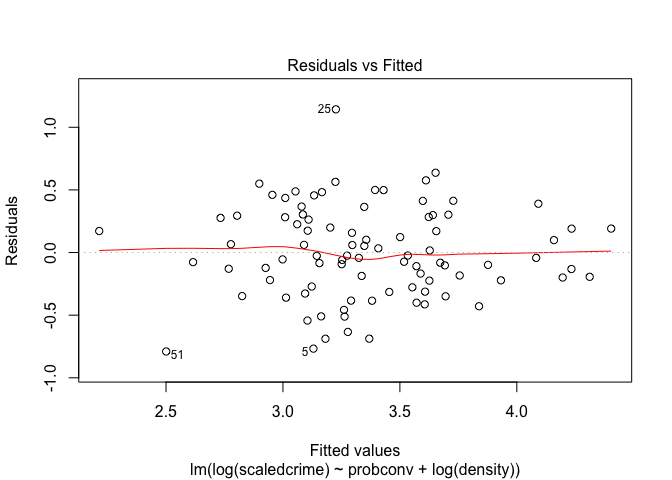 Residuals vs Fitted
Residuals
1.0
0.5
0.0
-0.5
-1.0
25
51
5
2.5 3.0 3.5 4.0
Fitted values
lm(log(scaledcrime) ~ probconv + log(density))